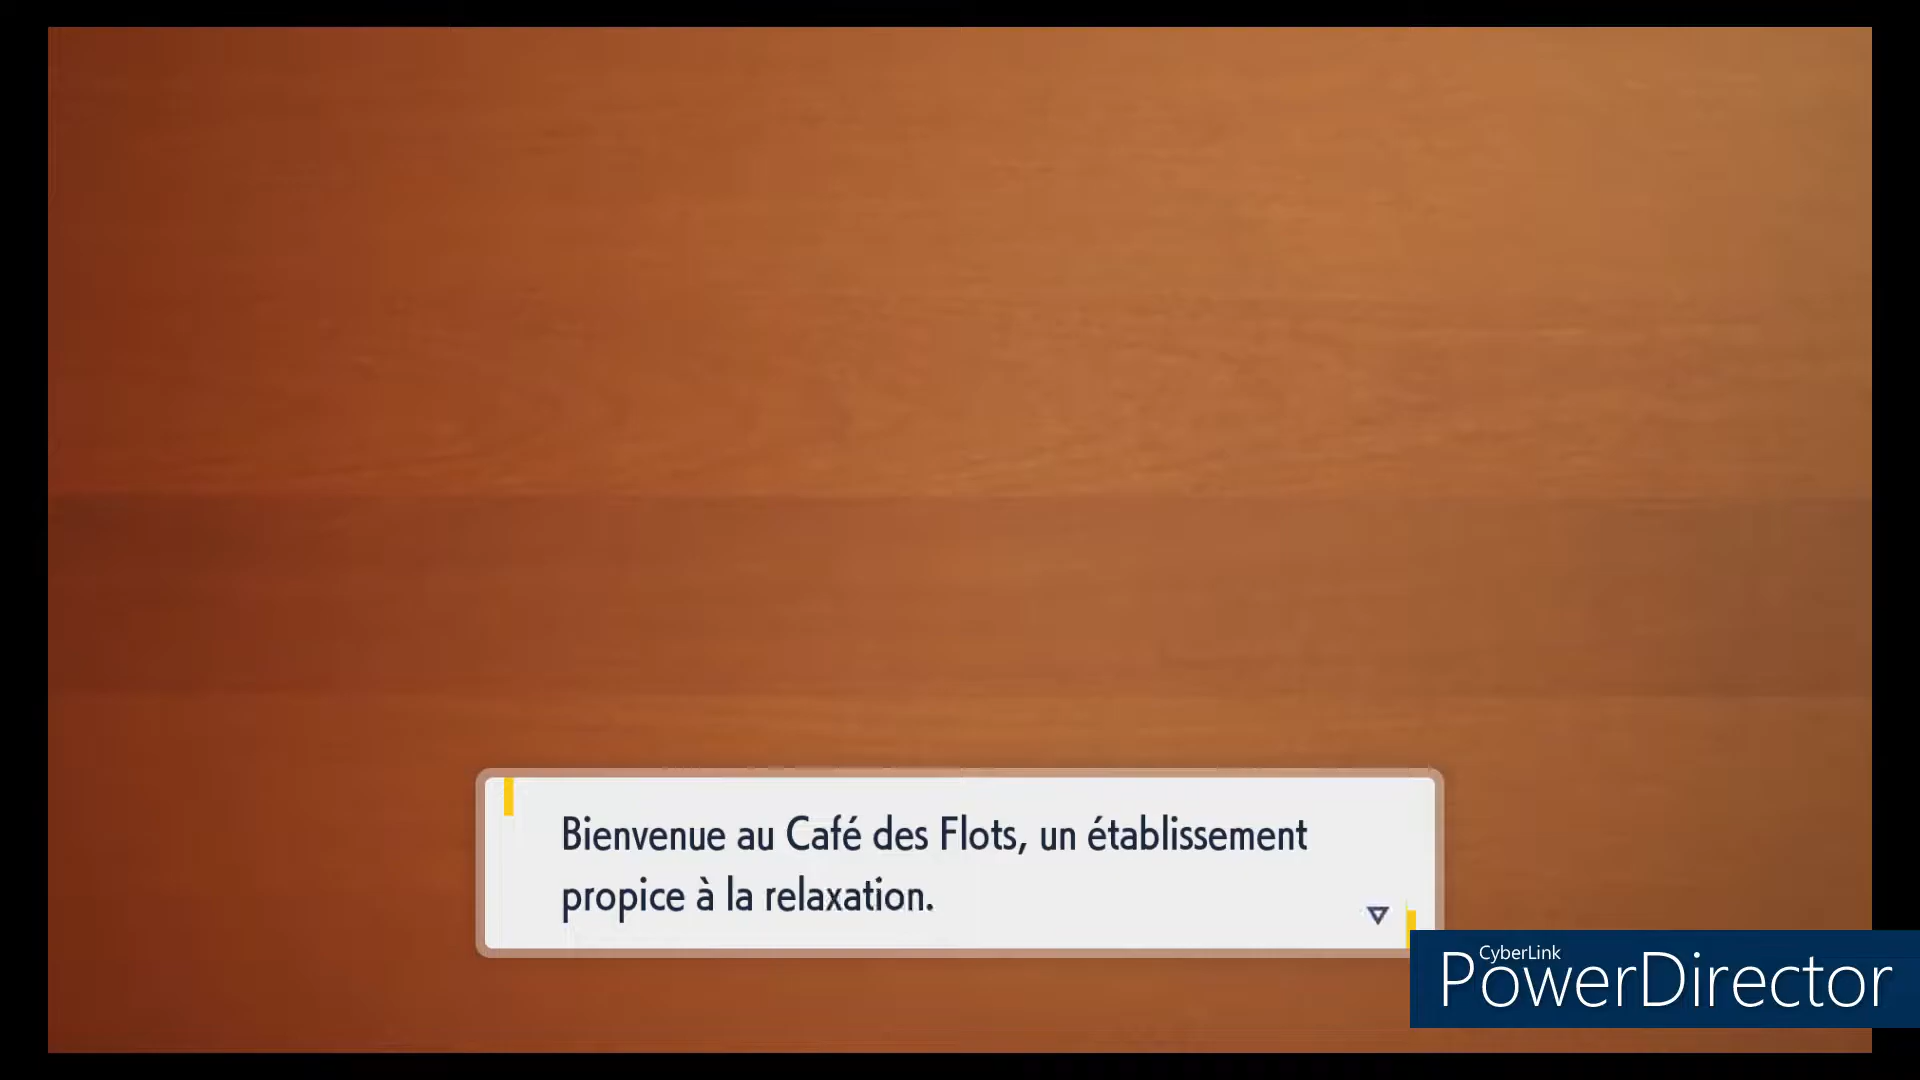 Bienvenue au Café des Flots, un établissement
propice à la relaxation.
CyberLink
PowerDirector